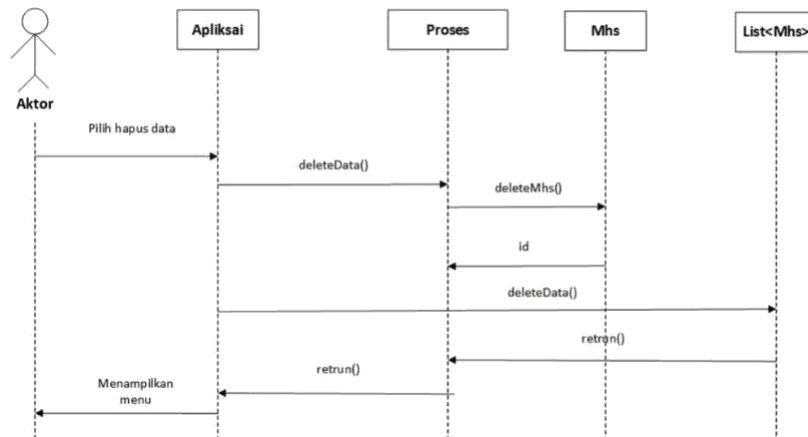 Apliksai
Proses
Mhs
List<Mhs>
Aktor
Pilih hapus data
deleteData()
deleteMhs()
id
deleteData()
retrun()
retrun()
Menampilkan
menu